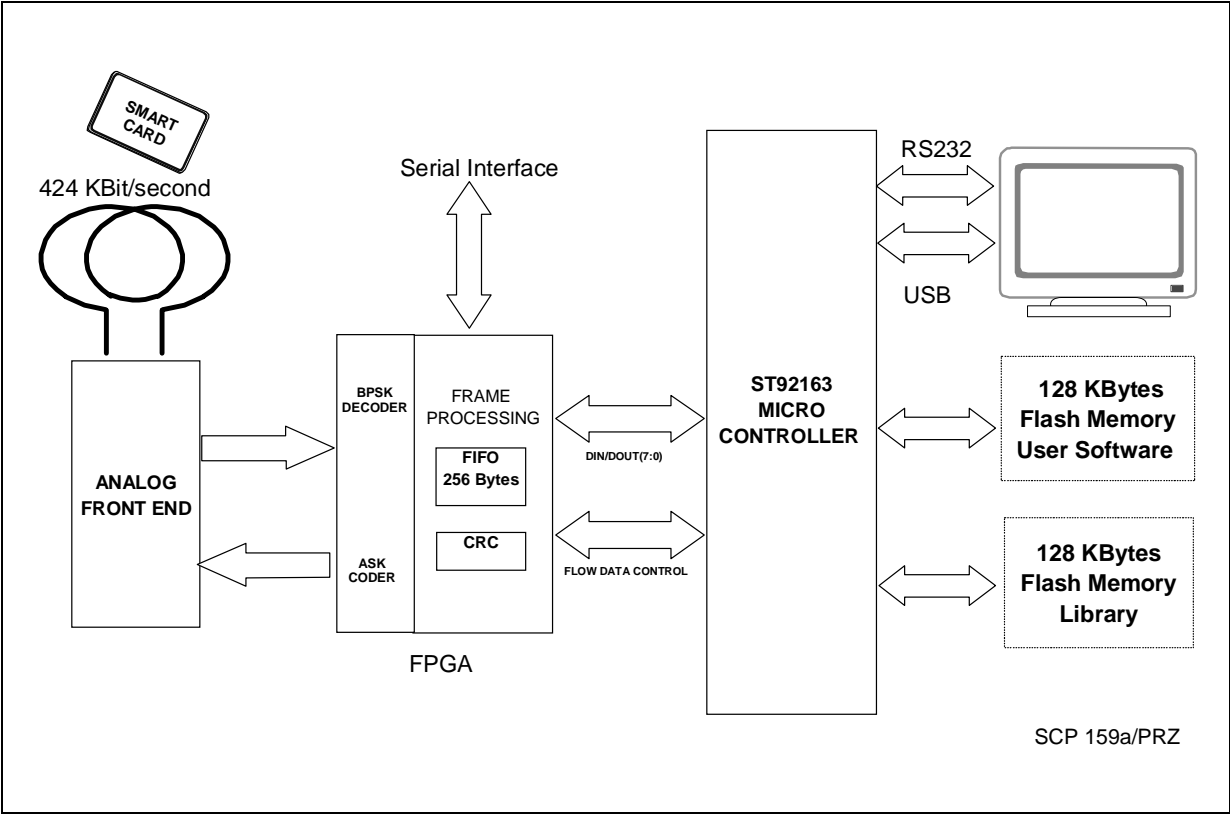 SMART
CARD
424 KBit/second
Serial Interface
RS232
USB
BPSK
DECODER
FRAME
PROCESSING
FIFO
256 Bytes
CRC
ASK
CODER
ANALOG
FRONT END
FPGA
DIN/DOUT(7:0)
FLOW DATA CONTROL
ST92163
MICRO
CONTROLLER
128 KBytes
Flash Memory
User Software
128 KBytes
Flash Memory
Library
SCP 159a/PRZ